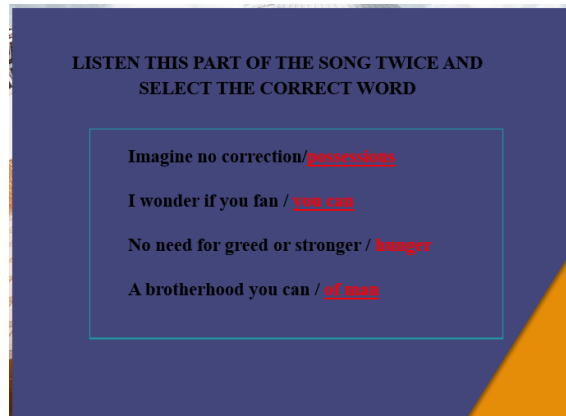 LISTEN THIS PART OF THE SONG TWICE AND
SELECT THE CORRECT WORD
Imagine no correction/possessions
I wonder if you fan / you can
No need for greed or stronger / hunger
A brotherhood you can / of man